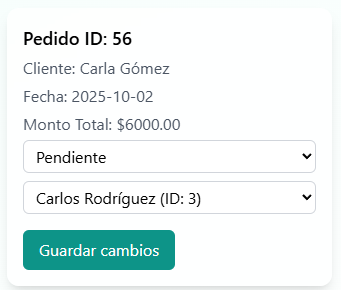 Pedido ID: 56
Cliente: Carla Gómez
Fecha: 2025-10-02
Monto Total: $6000.00
Pendiente
Carlos Rodríguez (ID: 3)
Guardar cambios